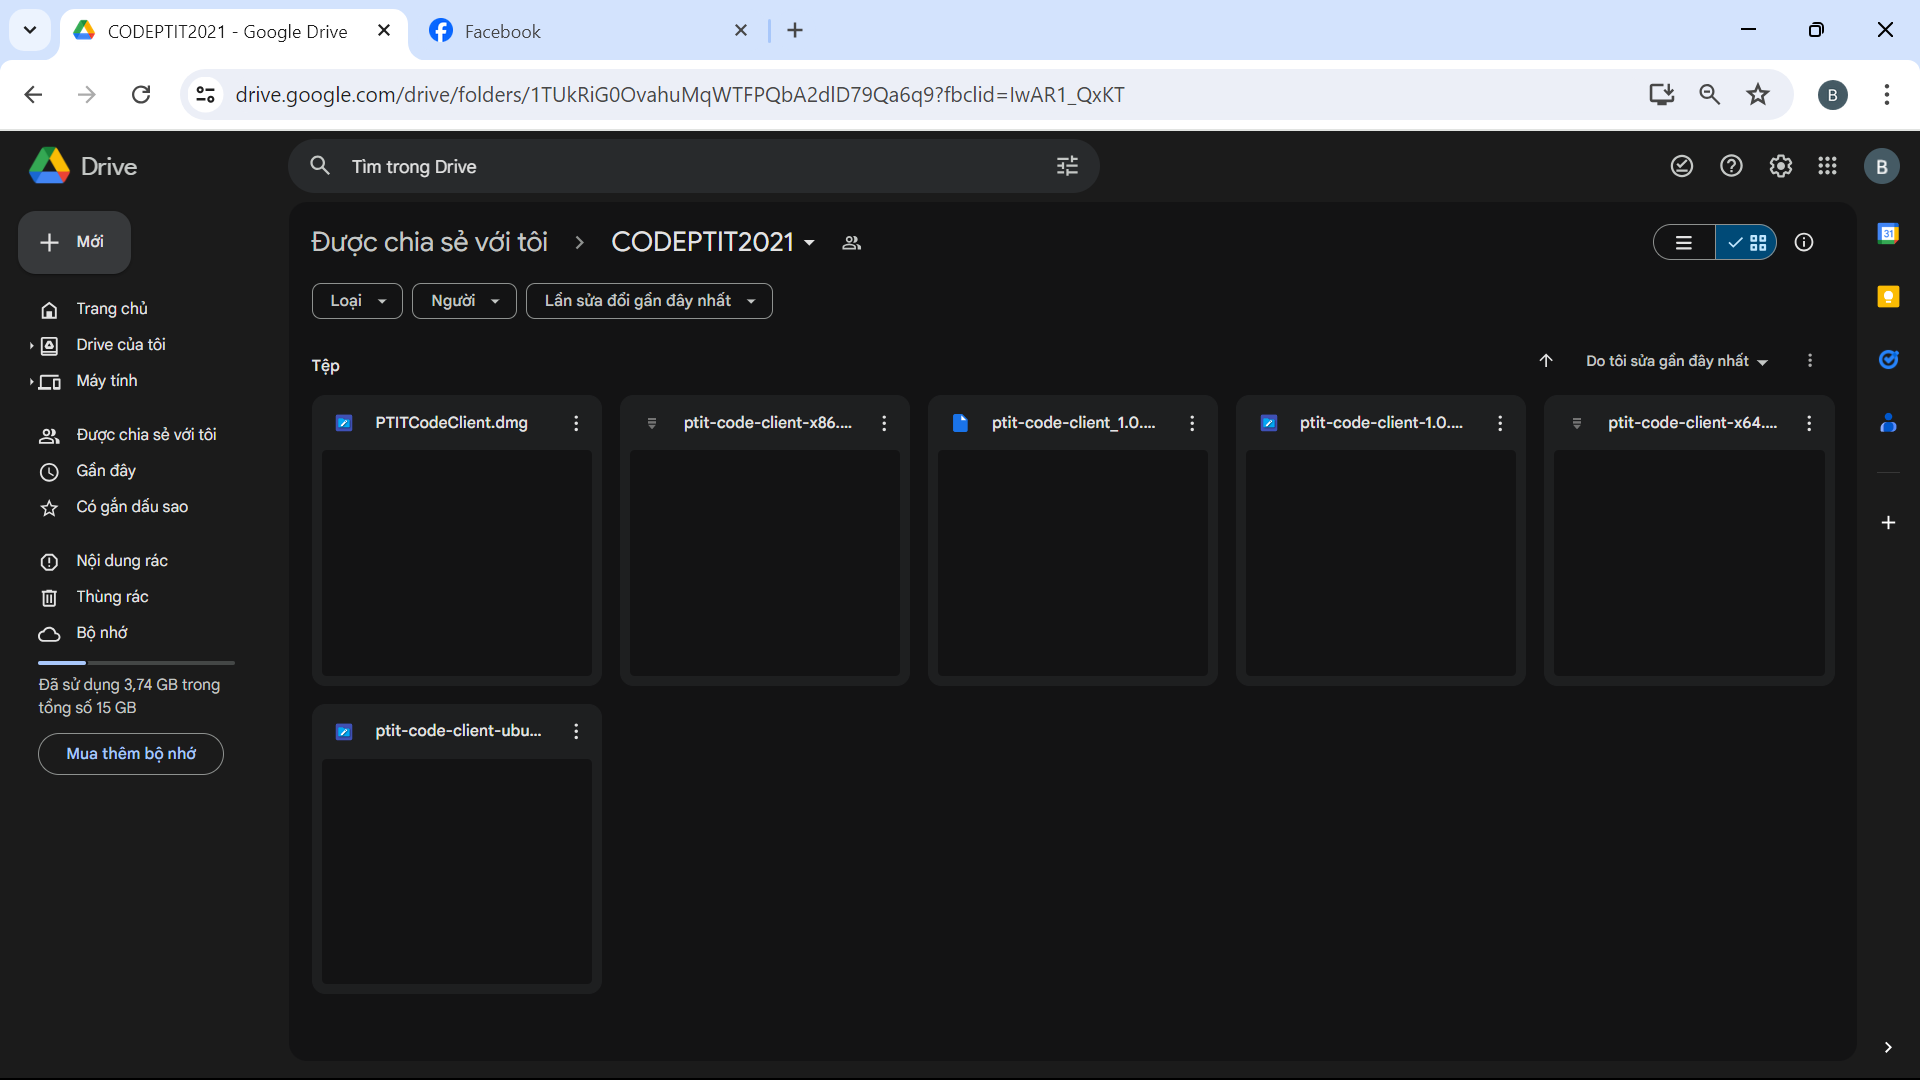 CODEPTIT2021 - Google Drive
Facebook
drive.google.com/drive/folders/1TUkRiG0OvahuMqWTFPQbA2dlD79Qa6q9?fbclid=IwAR1_QxKT
B
Drive
Tìm trong Drive
B
Mới
Được chia sẻ với tôi
CODEPTIT2021
31
Loại
Người
Lần sửa đổi gần đây nhất
Trang chủ
Drive của tôi
Máy tính
Được chia sẻ với tôi
Gần đây
Có gắn dấu sao
Nội dung rác
Thùng rác
Bộ nhớ
Đã sử dụng 3,74 GB trong
tổng số 15 GB
Mua thêm bộ nhớ
Tệp
Do tôi sửa gần đây nhất
PTITCodeClient.dmg
ptit-code-client-x86....
ptit-code-client_1.0....
ptit-code-client-1.0....
ptit-code-client-x64....
ptit-code-client-ubu...